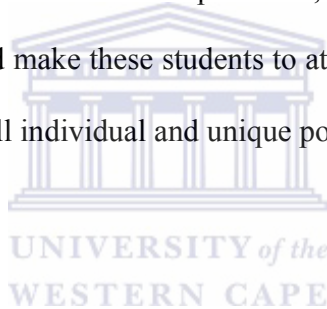 d make these students to at
ll individual and unique po
UNIVERSITY of the
WESTERN CAPE